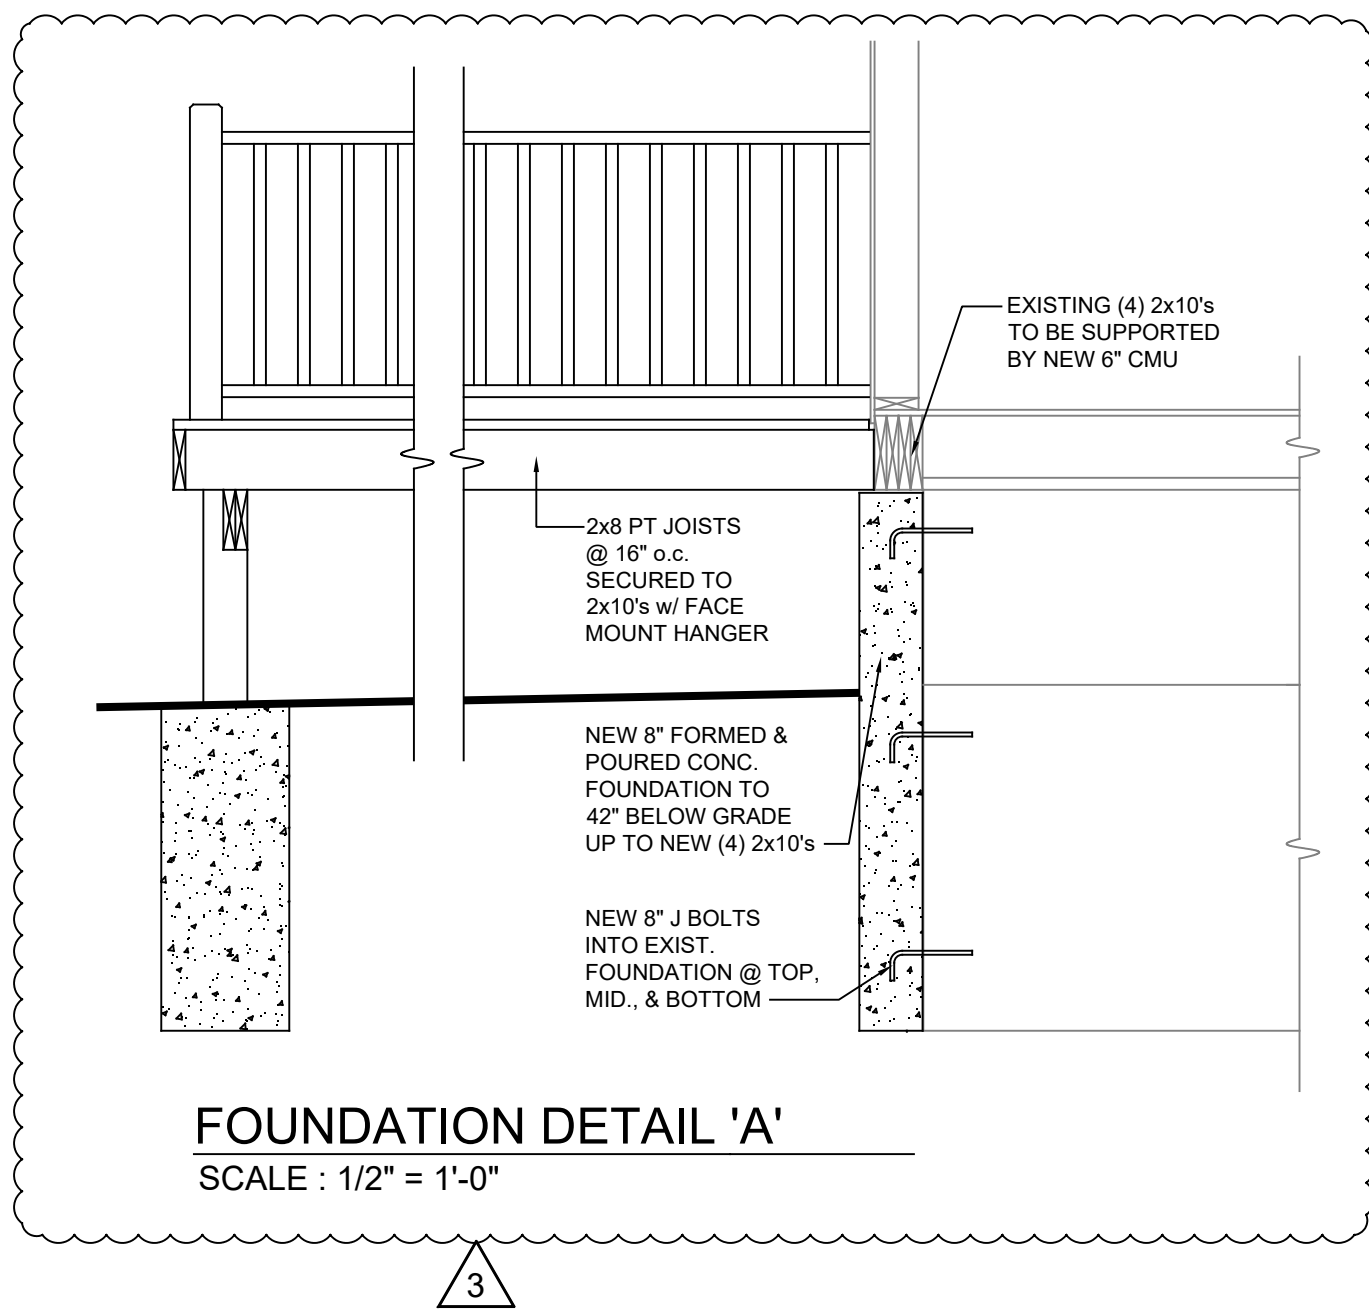 EXISTING (4) 2x10's
TO BE SUPPORTED
BY NEW 6" CMU
2x8 PT JOISTS
@ 16" o.c.
SECURED TO
2x10's w/ FACE
MOUNT HANGER
NEW 8" FORMED &
POURED CONC.
FOUNDATION TO
42" BELOW GRADE
UP TO NEW (4) 2x10's
NEW 8" J BOLTS
INTO EXIST.
FOUNDATION @ TOP,
MID., & BOTTOM
FOUNDATION DETAIL 'A'
SCALE : 1/2" = 1'-0"
3